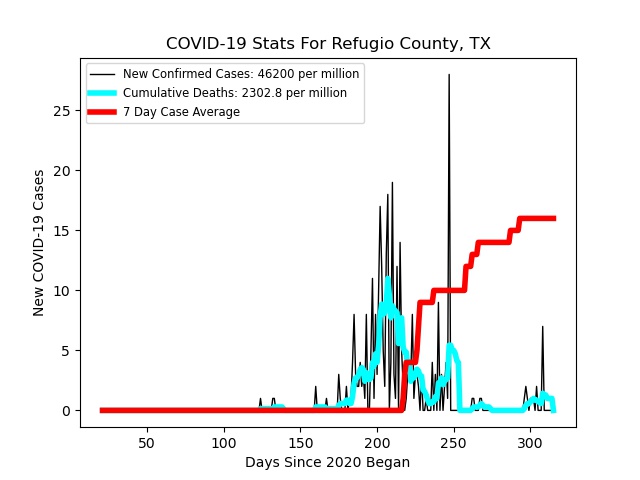 COVID-19 Stats For Refugio County, TX
New Confirmed Cases: 46200 per million
Cumulative Deaths: 2302.8 per million
7 Day Case Average
New COVID-19 Cases
25
20
15
10
5
0
50 100 150 200 250 300
Days Since 2020 Began